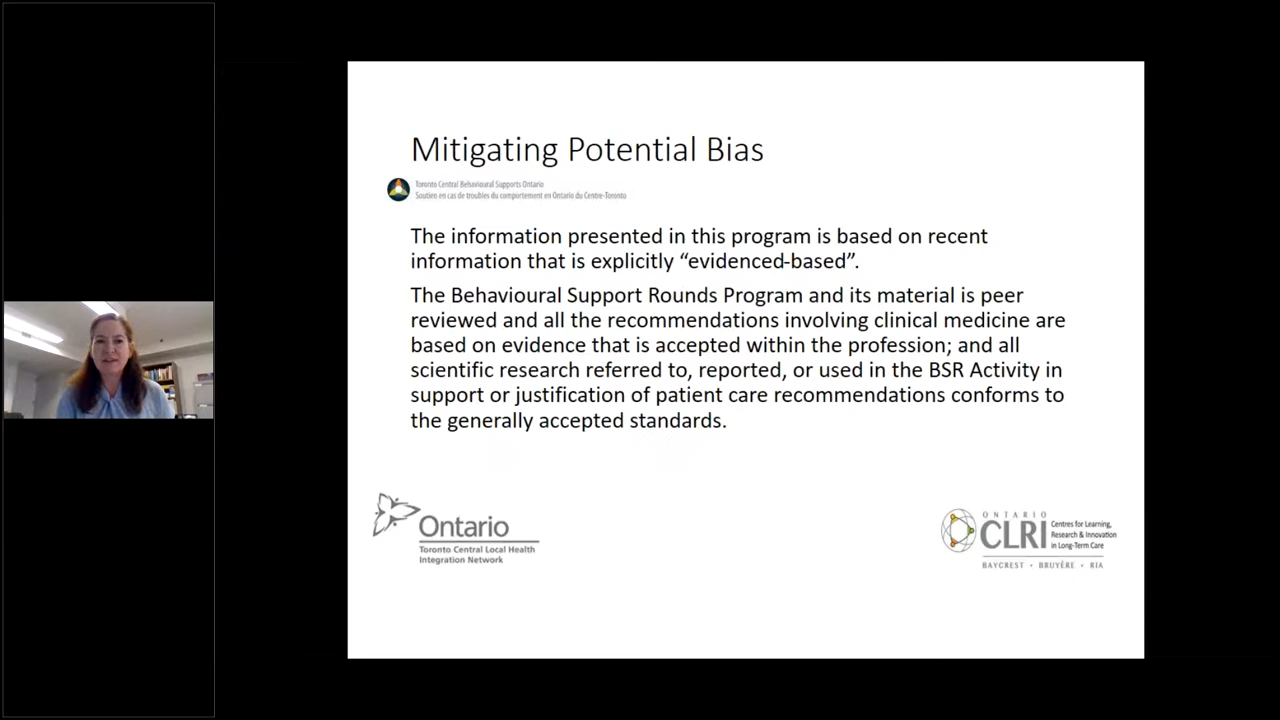 Mitigating Potential Bias
Toronto Central Behavioural Supports Ontario
Soutien en cas de troubles du comportement en Ontario du Centre-Toronto
The information presented in this program is based on recent
information that is explicitly “evidenced-based”.
The Behavioural Support Rounds Program and its material is peer
reviewed and all the recommendations involving clinical medicine are
based on evidence that is accepted within the profession; and all
scientific research referred to, reported, or used in the BSR Activity in
support or justification of patient care recommendations conforms to
the generally accepted standards.
Ontario
Toronto Central Local Health
Integration Network
ONTARIO
CLRI
Centres for Learning,
Research & Innovation
in Long-Term Care
BAYCREST • BRUYÈRE • RIA